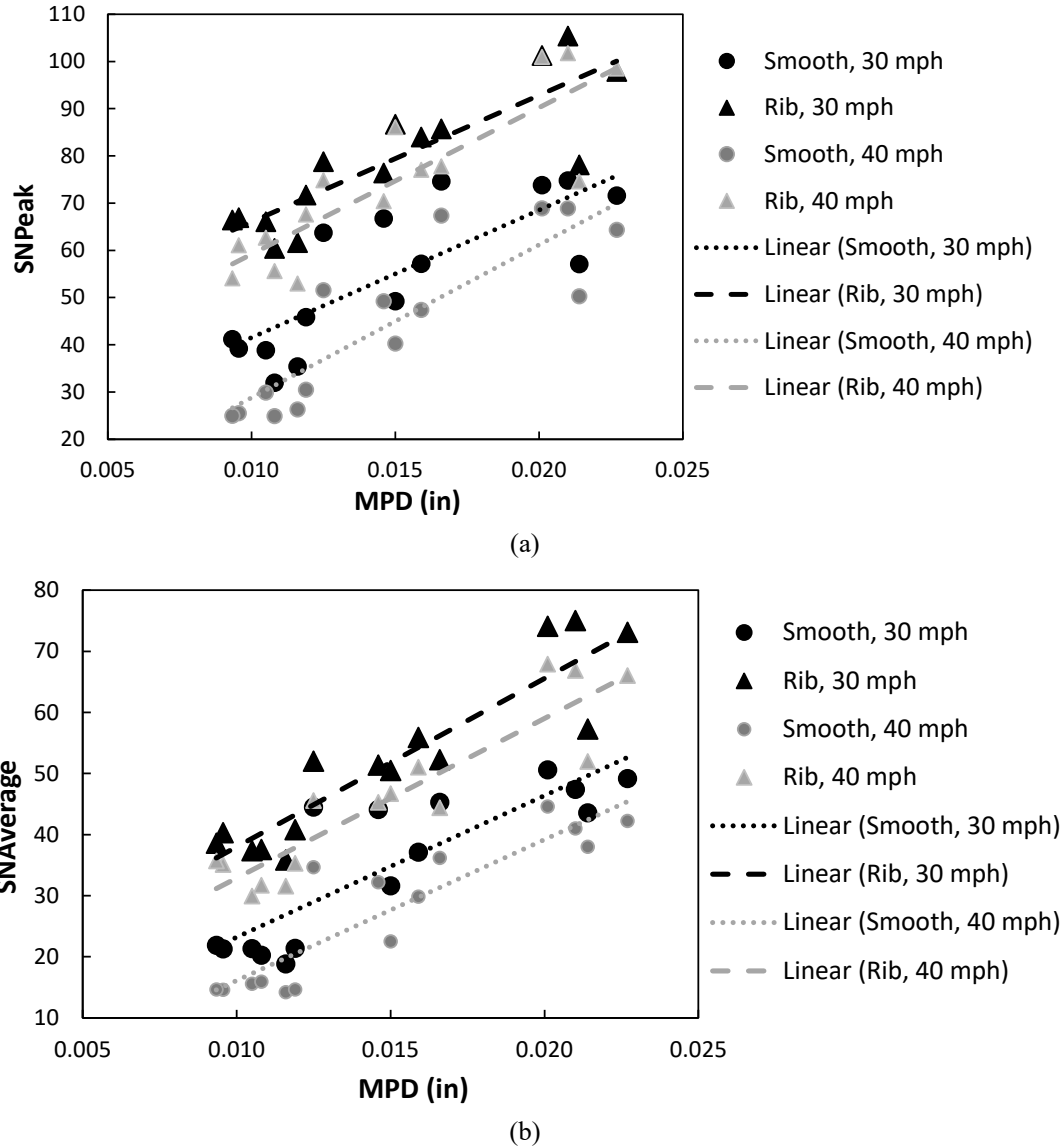 110
100
90
80
70
60
50
40
30
20
SNPeak
0.005 0.010 0.015 0.020 0.025
MPD (in)
Smooth, 30 mph
Rib, 30 mph
Smooth, 40 mph
Rib, 40 mph
Linear (Smooth, 30 mph)
Linear (Rib, 30 mph)
Linear (Smooth, 40 mph)
Linear (Rib, 40 mph)
(a)
80
70
60
50
40
30
20
10
SNAverage
0.005 0.010 0.015 0.020 0.025
MPD (in)
Smooth, 30 mph
Rib, 30 mph
Smooth, 40 mph
Rib, 40 mph
Linear (Smooth, 30 mph)
Linear (Rib, 30 mph)
Linear (Smooth, 40 mph)
Linear (Rib, 40 mph)
(b)